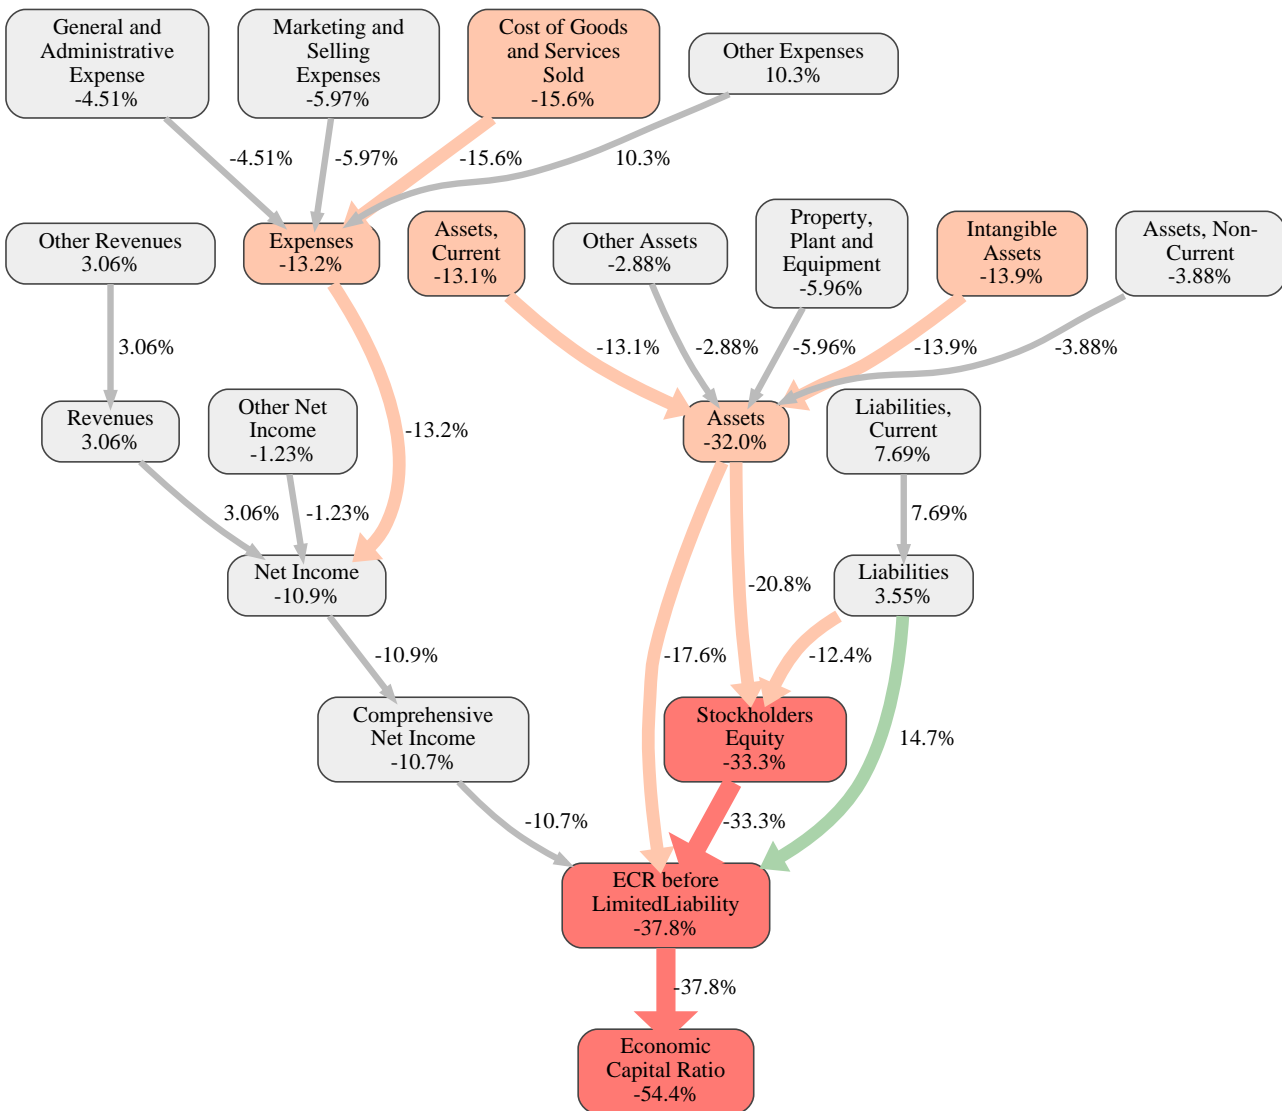 General and
Administrative
Expense
-4.51%
Marketing and
Selling
Expenses
-5.97%
Cost of Goods
and Services
Sold
-15.6%
Other Expenses
10.3%
-4.51%
-5.97%
-15.6%
10.3%
Other Revenues
3.06%
Expenses
-13.2%
Assets,
Current
-13.1%
Other Assets
-2.88%
Property,
Plant and
Equipment
-5.96%
Intangible
Assets
-13.9%
Assets, Non-
Current
-3.88%
3.06%
-13.1%
-2.88%
-5.96%
-13.9%
-3.88%
Revenues
3.06%
Other Net
Income
-1.23%
-13.2%
Assets
-32.0%
Liabilities,
Current
7.69%
3.06%
-1.23%
7.69%
Net Income
-10.9%
-20.8%
Liabilities
3.55%
-10.9%
-17.6%
-12.4%
Comprehensive
Net Income
-10.7%
Stockholders
Equity
-33.3%
14.7%
-10.7%
-33.3%
ECR before
LimitedLiability
-37.8%
-37.8%
Economic
Capital Ratio
-54.4%